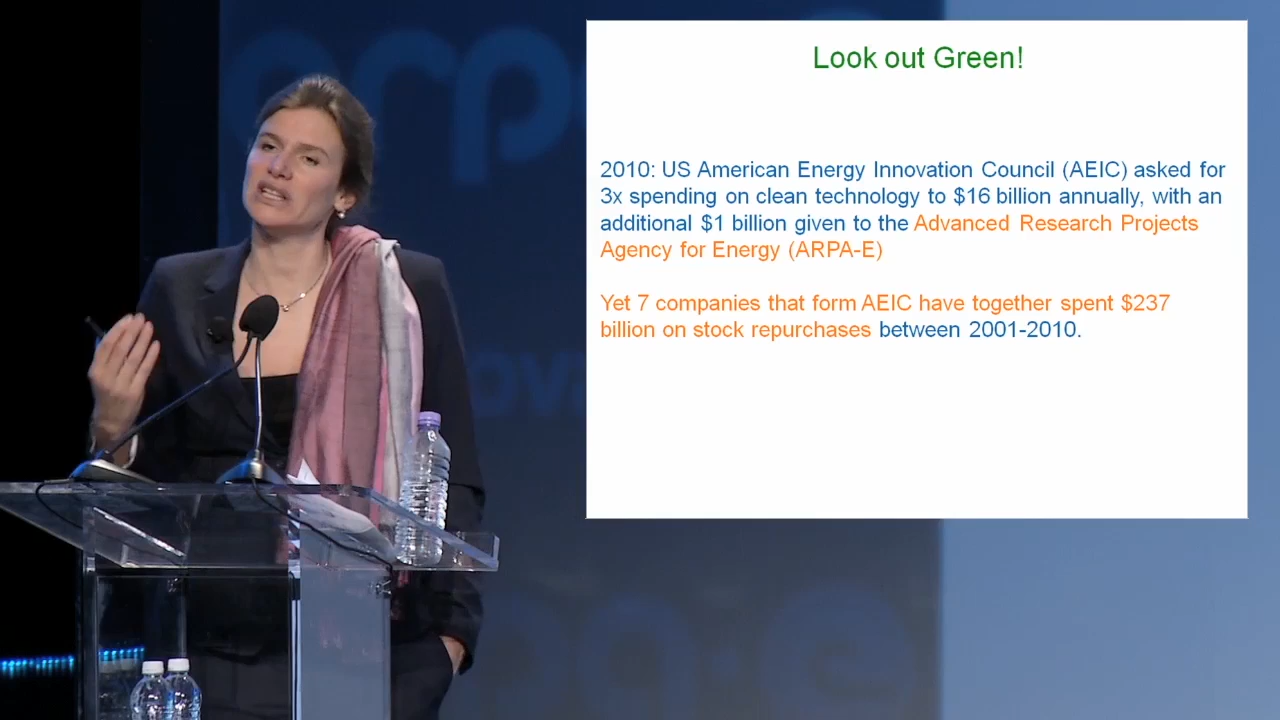 arpa-e
Look out Green!
2010: US American Energy Innovation Council (AEIC) asked for
3x spending on clean technology to $16 billion annually, with an
additional $1 billion given to the Advanced Research Projects
Agency for Energy (ARPA-E)
Yet 7 companies that form AEIC have together spent $237
billion on stock repurchases between 2001-2010.